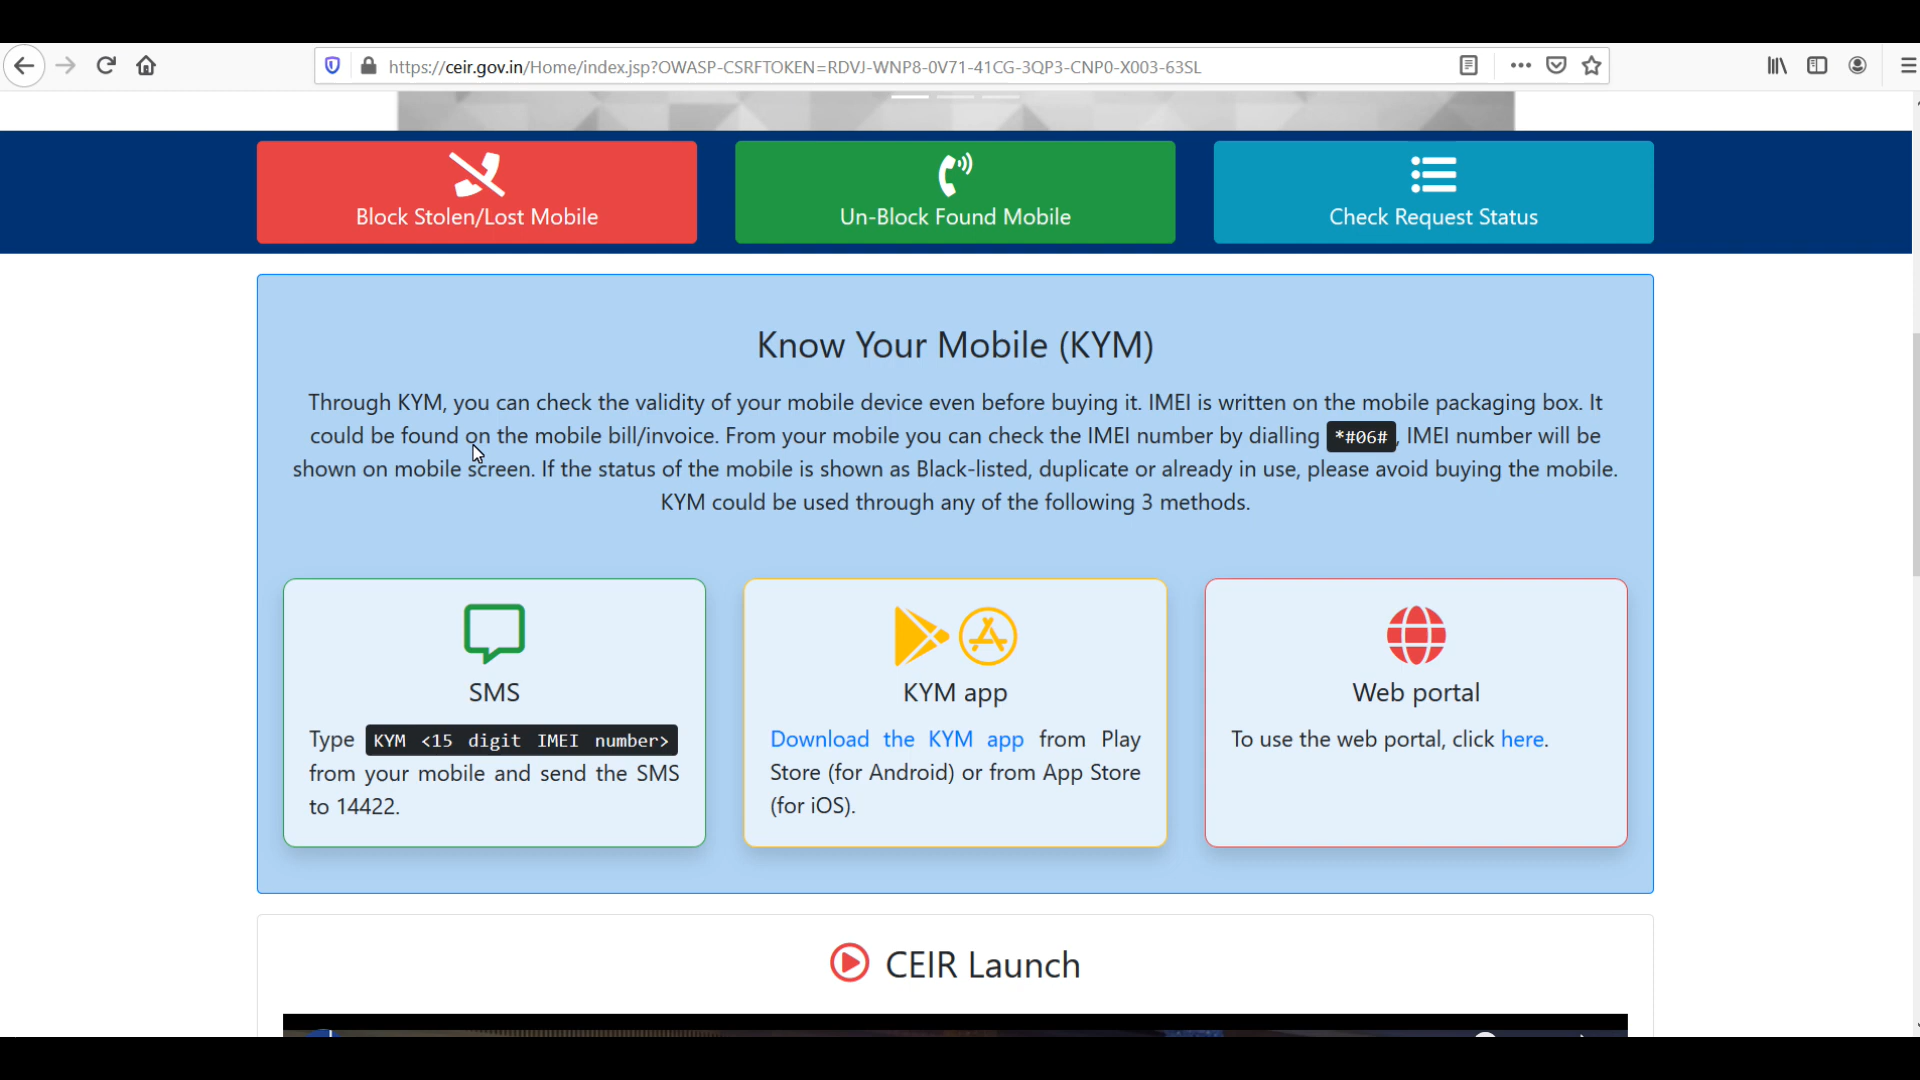 https://ceir.gov.in/Home/index.jsp?OWASP-CSRFTOKEN=RDVJ-WNP8-0V71-41CG-3QP3-CNP0-X003-63SL
Block Stolen/Lost Mobile
Un-Block Found Mobile
Check Request Status
Know Your Mobile (KYM)
Through KYM, you can check the validity of your mobile device even before buying it. IMEI is written on the mobile packaging box. It
could be found on the mobile bill/invoice. From your mobile you can check the IMEI number by dialling *#06#, IMEI number will be
shown on mobile screen. If the status of the mobile is shown as Black-listed, duplicate or already in use, please avoid buying the mobile.
KYM could be used through any of the following 3 methods.
SMS
Type KYM <15 digit IMEI number>
from your mobile and send the SMS
to 14422.
KYM app
Download the KYM app from Play
Store (for Android) or from App Store
(for iOS).
Web portal
To use the web portal, click here.
CEIR Launch